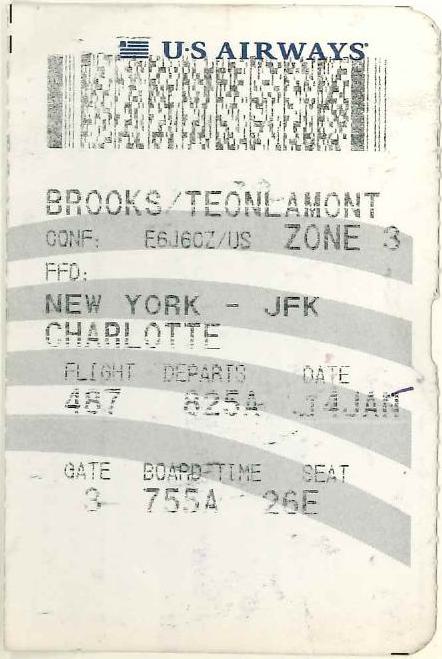 U·S AIRWAYS
BROOKS/TEONLAMONT
CONF: E6J60Z/US ZONE 3
FFD:
NEW YORK - JFK
CHARLOTTE
FLIGHT DEPARTS DATE
487 825A 14JAN
GATE BOARD TIME SEAT
3 755A 26E